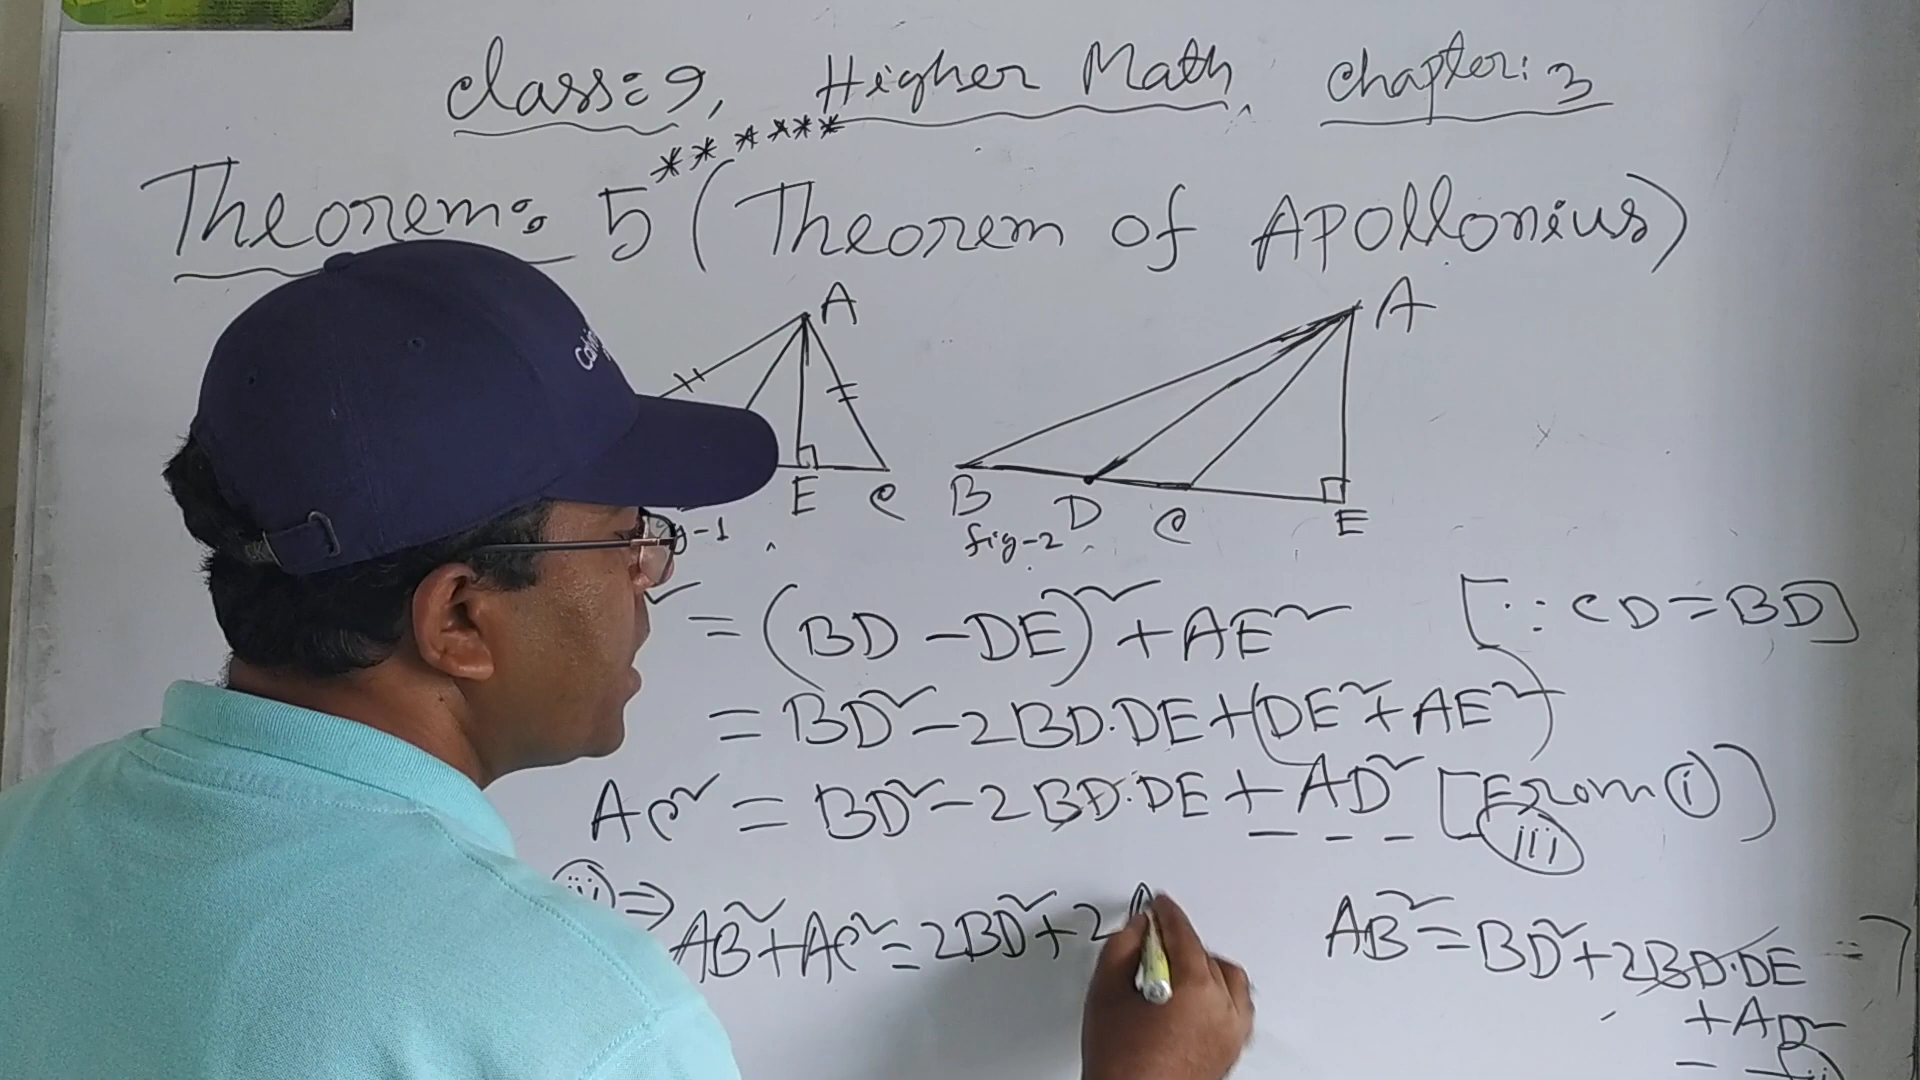 class: 9, Higher Math, chapter: 3
******
Theorem: 5 (Theorem of Apollonius)
A
A
E C
B D C E
fig-2
² = (BD - DE)² + AE² [∵ CD = BD]
= BD² - 2BD·DE + (DE² + AE²)
AC² = BD² - 2BD·DE + AD² [From (i)]
--- (iii)
⇒ AB² + AC² = 2BD² + 2
AB² = BD² + 2BD·DE
+ AD²